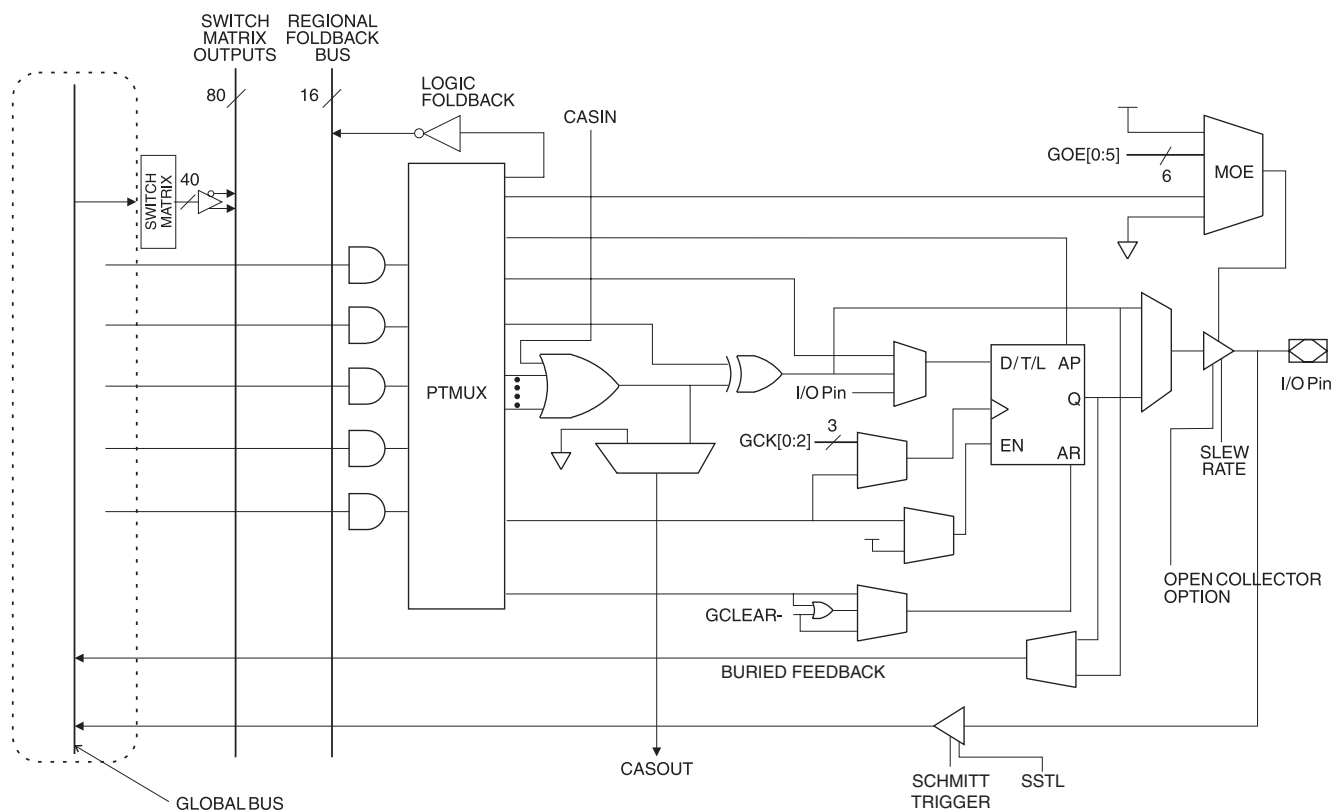 SWITCH
MATRIX
OUTPUTS
REGIONAL
FOLDBACK
BUS
80
16
LOGIC
FOLDBACK
CASIN
GOE[0:5]
6
MOE
SWITCH
MATRIX
40
PTMUX
D/T/L
AP
Q
EN
AR
I/O Pin
I/O Pin
GCK[0:2]
3
SLEW
RATE
OPEN COLLECTOR
OPTION
GCLEAR-
BURIED FEEDBACK
CASOUT
SCHMITT
TRIGGER
SSTL
GLOBAL BUS